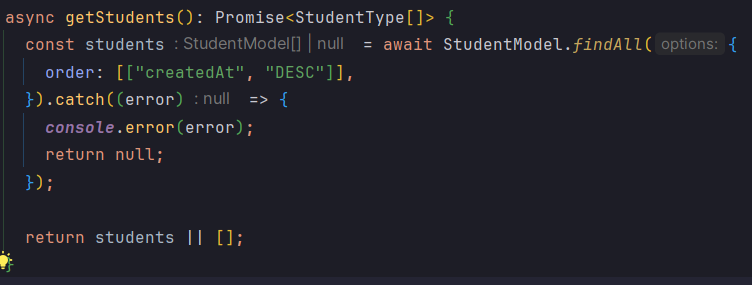 async getStudents(): Promise<StudentType[]> {
const students : StudentModel[] | null = await StudentModel.findAll( options: {
order: [["createdAt", "DESC"]],
}).catch((error) : null => {
console.error(error);
return null;
});
return students || [];
}